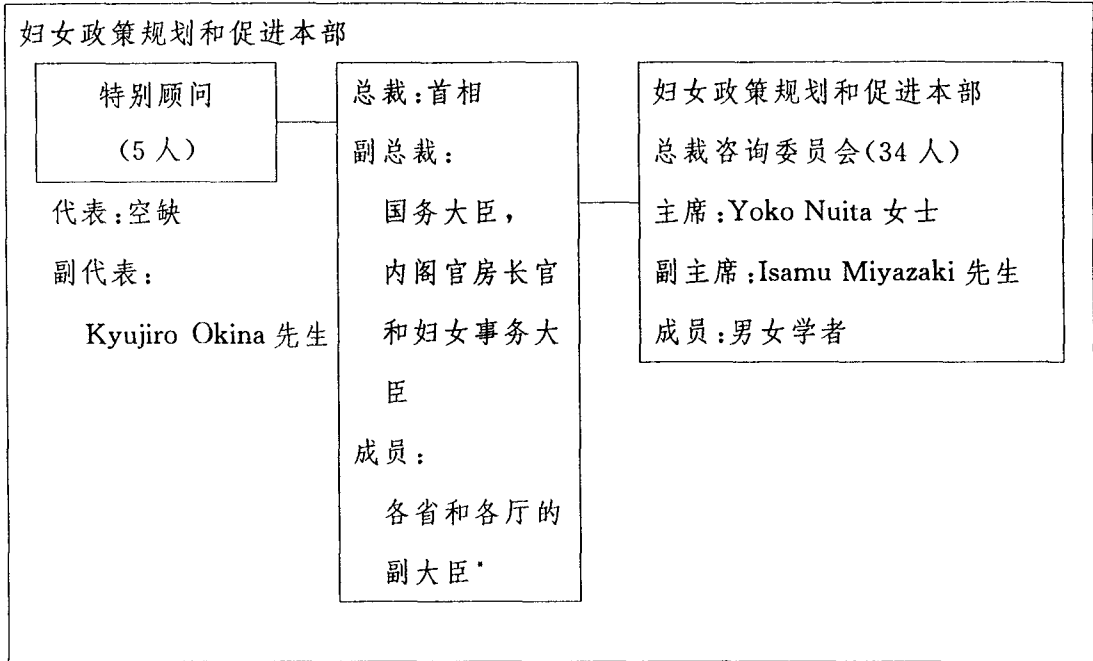 妇女政策规划和促进本部
特别顾问
(5人)
代表:空缺
副代表:
Kyujiro Okina 先生
总裁:首相
副总裁:
国务大臣,
内阁官房长官
和妇女事务大
臣
成员:
各省和各厅的
副大臣*
妇女政策规划和促进本部
总裁咨询委员会(34人)
主席:Yoko Nuita 女士
副主席:Isamu Miyazaki 先生
成员:男女学者